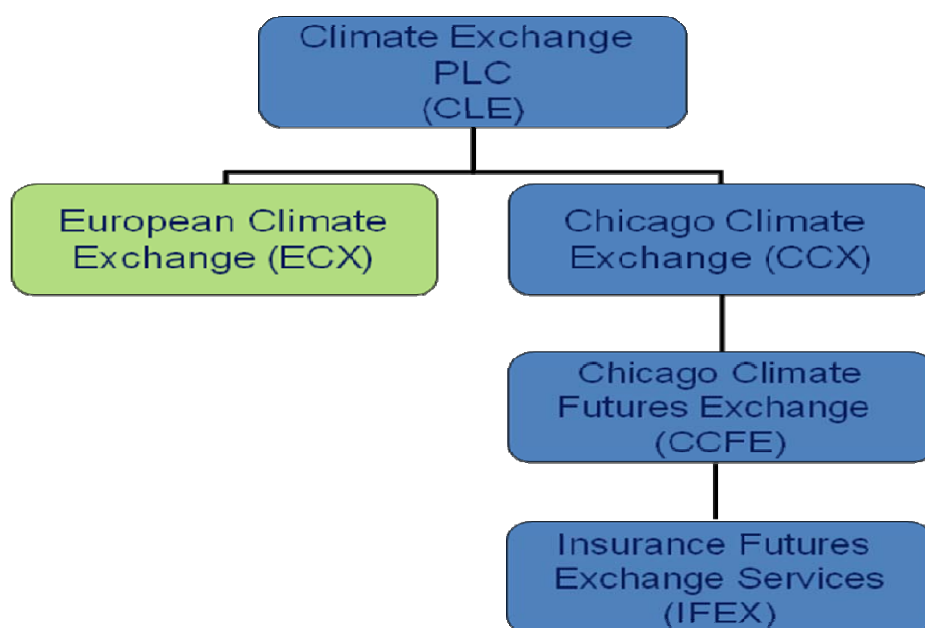 Climate Exchange
PLC
(CLE)
European Climate
Exchange (ECX)
Chicago Climate
Exchange (CCX)
Chicago Climate
Futures Exchange
(CCFE)
Insurance Futures
Exchange Services
(IFEX)